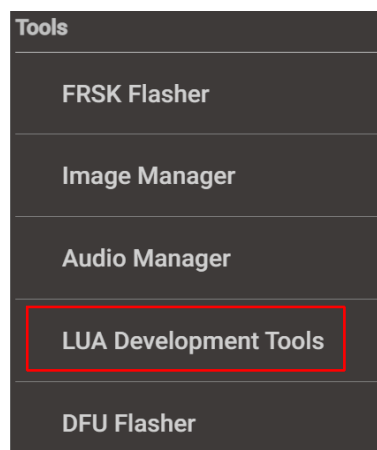 Tools
FRSK Flasher
Image Manager
Audio Manager
LUA Development Tools
DFU Flasher